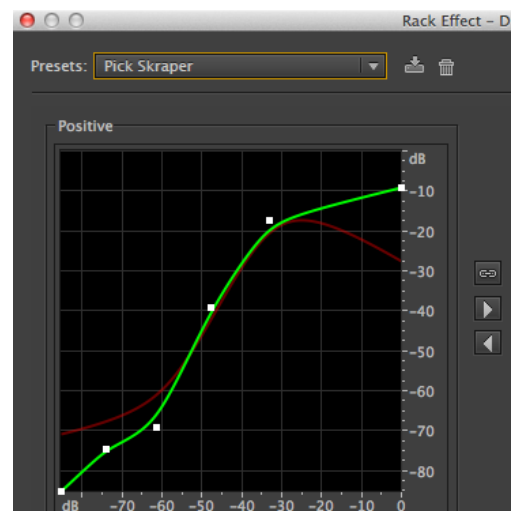 Rack Effect – D
Presets: Pick Skraper
Positive
dB
-10
-20
-30
-40
-50
-60
-70
-80
dB -70 -60 -50 -40 -30 -20 -10 0